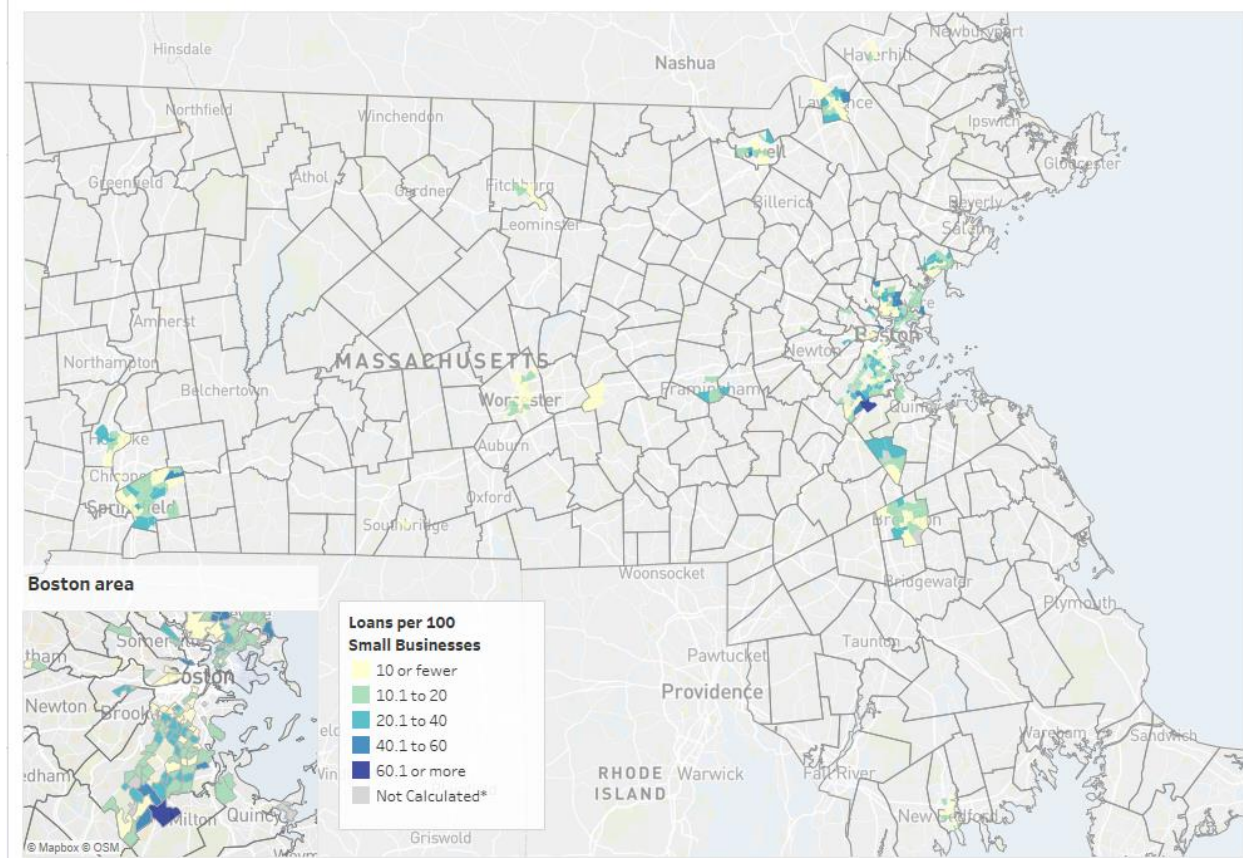 Hinsdale
Nashua
Newburyport
Haverhill
Northfield
Winchendon
Lawrence
Ipswich
Gloucester
Lowell
Greenfield
Athol
Gardner
Fitchburg
Billerica
Beverly
Salem
Leominster
Amherst
Boston
Newton
Northampton
MASSACHUSETTS
Belchertown
Framingham
Worcester
Quincy
Holyoke
Auburn
Chicopee
Springfield
Oxford
Southbridge
Brockton
Woonsocket
Bridgewater
Plymouth
Taunton
Pawtucket
Providence
Wareham
Sandwich
RHODE
ISLAND
Warwick
Fall River
New Bedford
Griswold
Boston area
Somerville
Boston
Newton
Brook
Milton
Quincy
© Mapbox © OSM
Loans per 100
Small Businesses
10 or fewer
10.1 to 20
20.1 to 40
40.1 to 60
60.1 or more
Not Calculated*